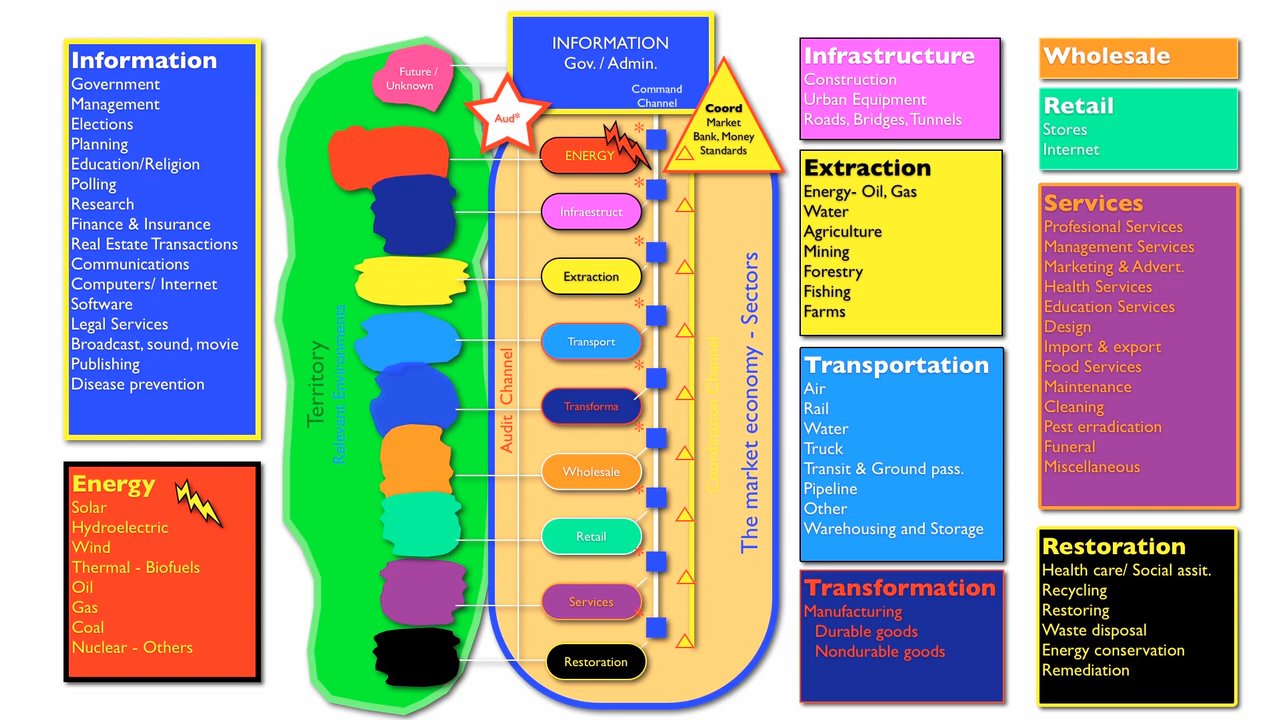 Information
Government
Management
Elections
Planning
Education/Religion
Polling
Research
Finance & Insurance
Real Estate Transactions
Communications
Computers/ Internet
Software
Legal Services
Broadcast, sound, movie
Publishing
Disease prevention
Energy
Solar
Hydroelectric
Wind
Thermal - Biofuels
Oil
Gas
Coal
Nuclear - Others
Future /
Unknown
Territory
Relevant Environments
INFORMATION
Gov. / Admin.
Command
Channel
Aud*
Coord
Market
Bank, Money
Standards
ENERGY
Infraestruct
Extraction
Transport
Transforma
Wholesale
Retail
Services
Restoration
Audit Channel
Coordination Channel
The market economy - Sectors
Infrastructure
Construction
Urban Equipment
Roads, Bridges, Tunnels
Extraction
Energy- Oil, Gas
Water
Agriculture
Mining
Forestry
Fishing
Farms
Transportation
Air
Rail
Water
Truck
Transit & Ground pass.
Pipeline
Other
Warehousing and Storage
Transformation
Manufacturing
Durable goods
Nondurable goods
Wholesale
Retail
Stores
Internet
Services
Profesional Services
Management Services
Marketing & Advert.
Health Services
Education Services
Design
Import & export
Food Services
Maintenance
Cleaning
Pest erradication
Funeral
Miscellaneous
Restoration
Health care/ Social assit.
Recycling
Restoring
Waste disposal
Energy conservation
Remediation